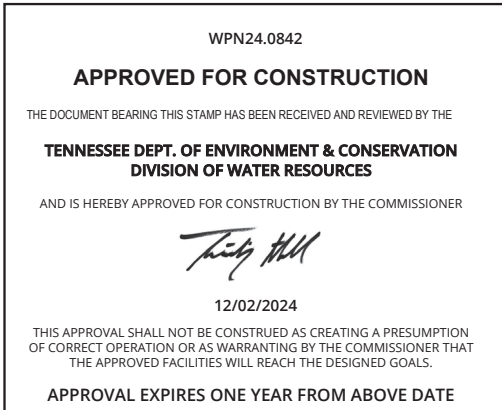 WPN24.0842
APPROVED FOR CONSTRUCTION
THE DOCUMENT BEARING THIS STAMP HAS BEEN RECEIVED AND REVIEWED BY THE
TENNESSEE DEPT. OF ENVIRONMENT & CONSERVATION
DIVISION OF WATER RESOURCES
AND IS HEREBY APPROVED FOR CONSTRUCTION BY THE COMMISSIONER
12/02/2024
THIS APPROVAL SHALL NOT BE CONSTRUED AS CREATING A PRESUMPTION
OF CORRECT OPERATION OR AS WARRANTING BY THE COMMISSIONER THAT
THE APPROVED FACILITIES WILL REACH THE DESIGNED GOALS.
APPROVAL EXPIRES ONE YEAR FROM ABOVE DATE